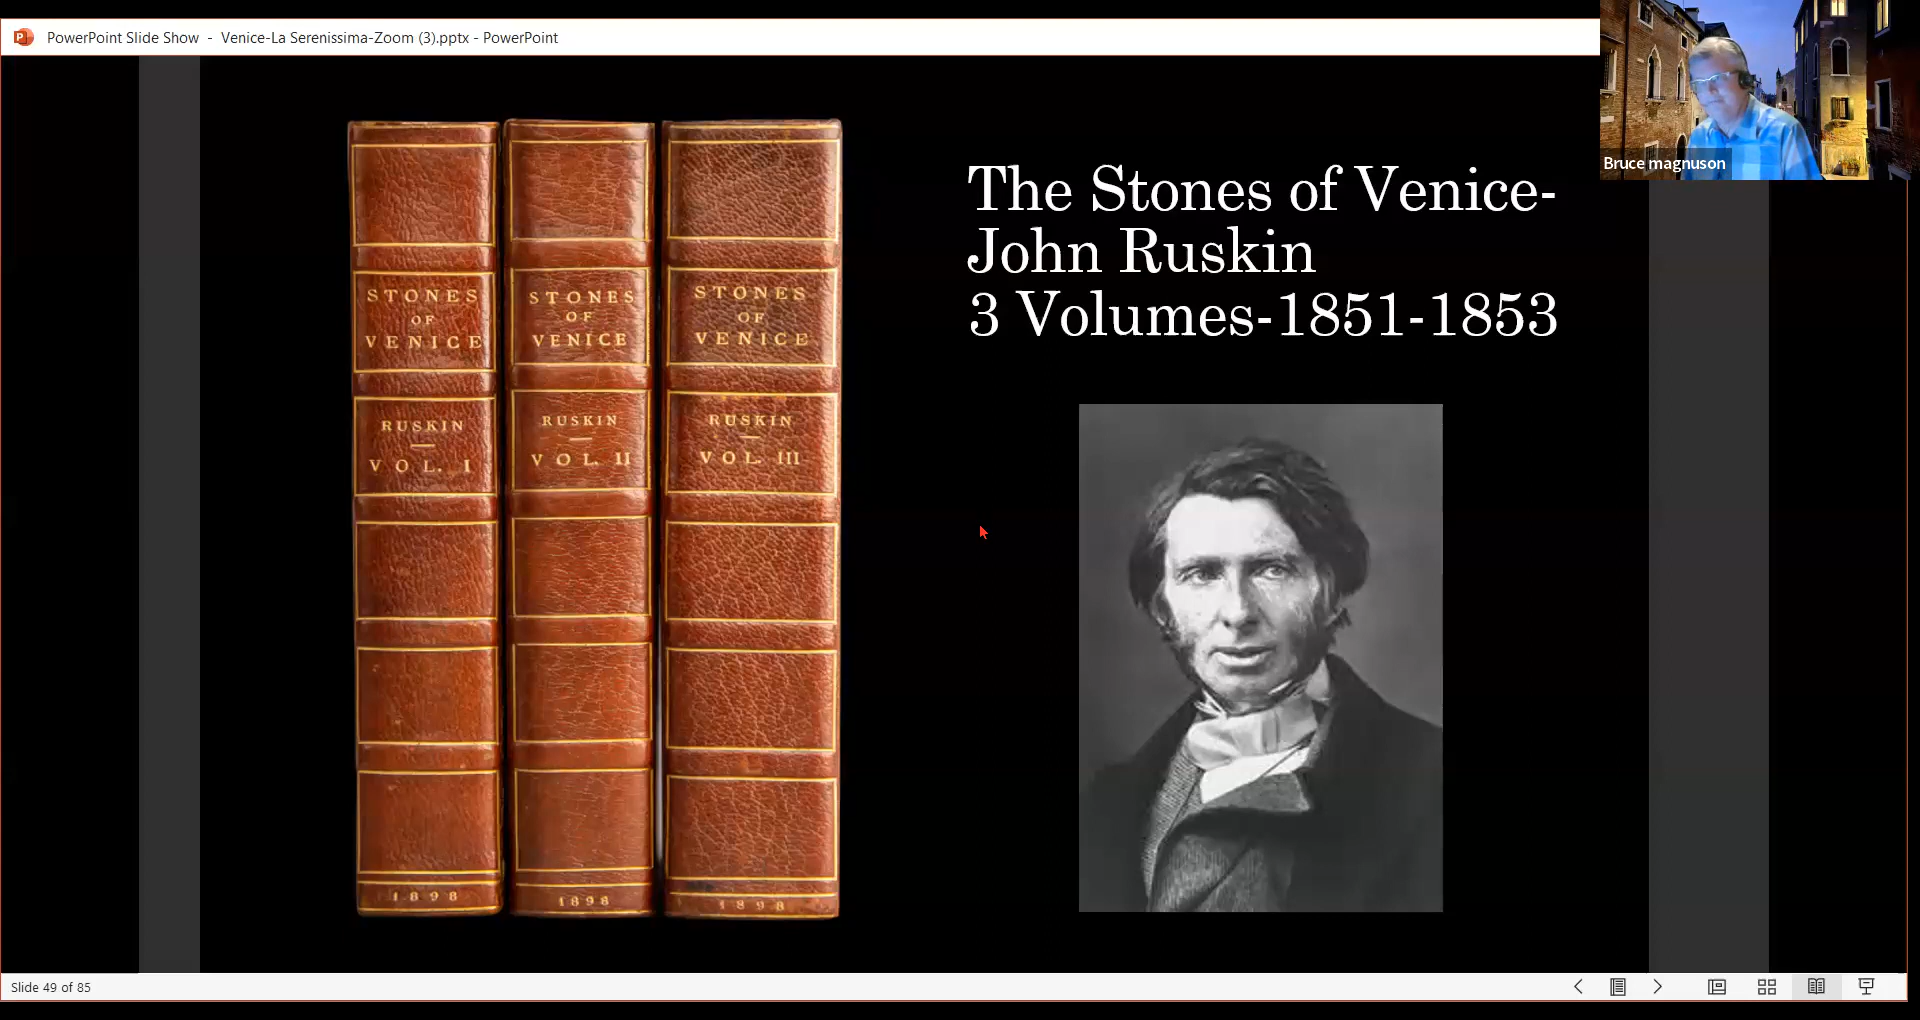 PowerPoint Slide Show - Venice-La Serenissima-Zoom (3).pptx - PowerPoint
Bruce magnuson
The Stones of Venice-
John Ruskin
3 Volumes-1851-1853
STONES
OF
VENICE
RUSKIN
VOL. I
1898
STONES
OF
VENICE
RUSKIN
VOL. II
1898
STONES
OF
VENICE
RUSKIN
VOL. III
1898
Slide 49 of 85